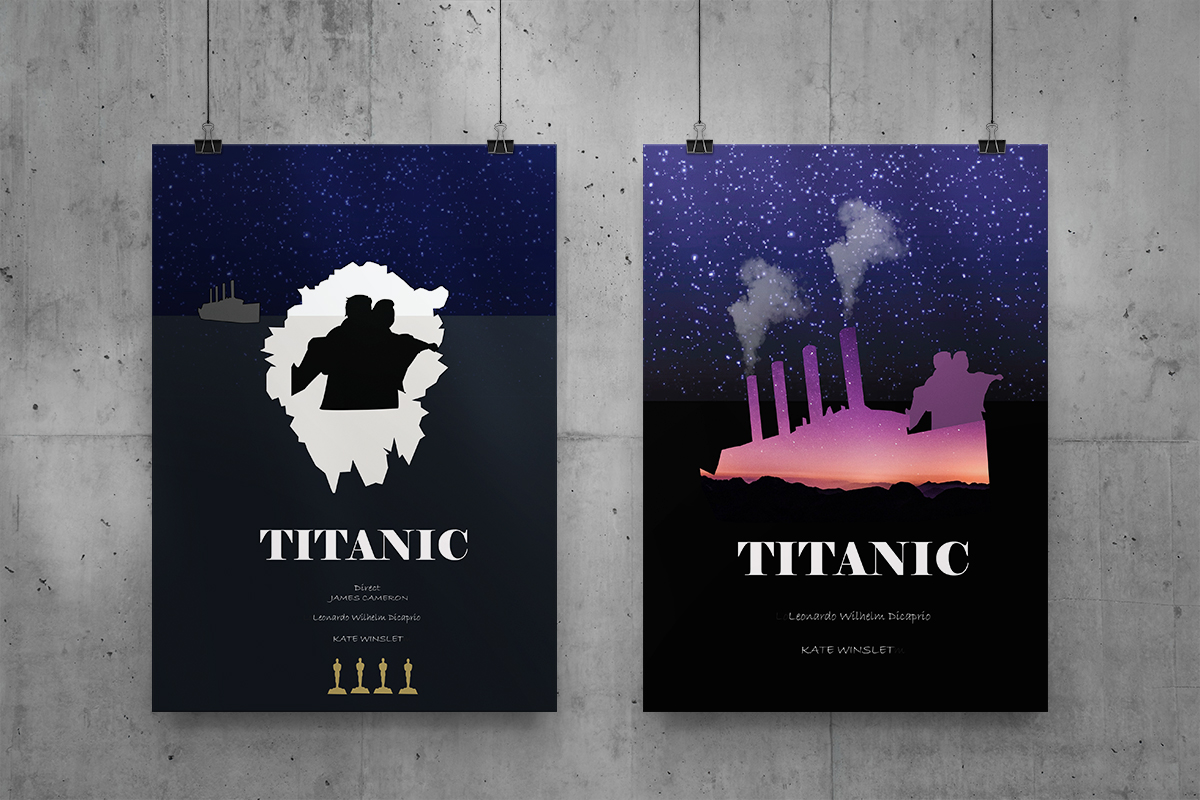 TITANIC
Direct
JAMES CAMERON
Leonardo Wilhelm Dicaprio
KATE WINSLET
TITANIC
Leonardo Wilhelm Dicaprio
KATE WINSLET